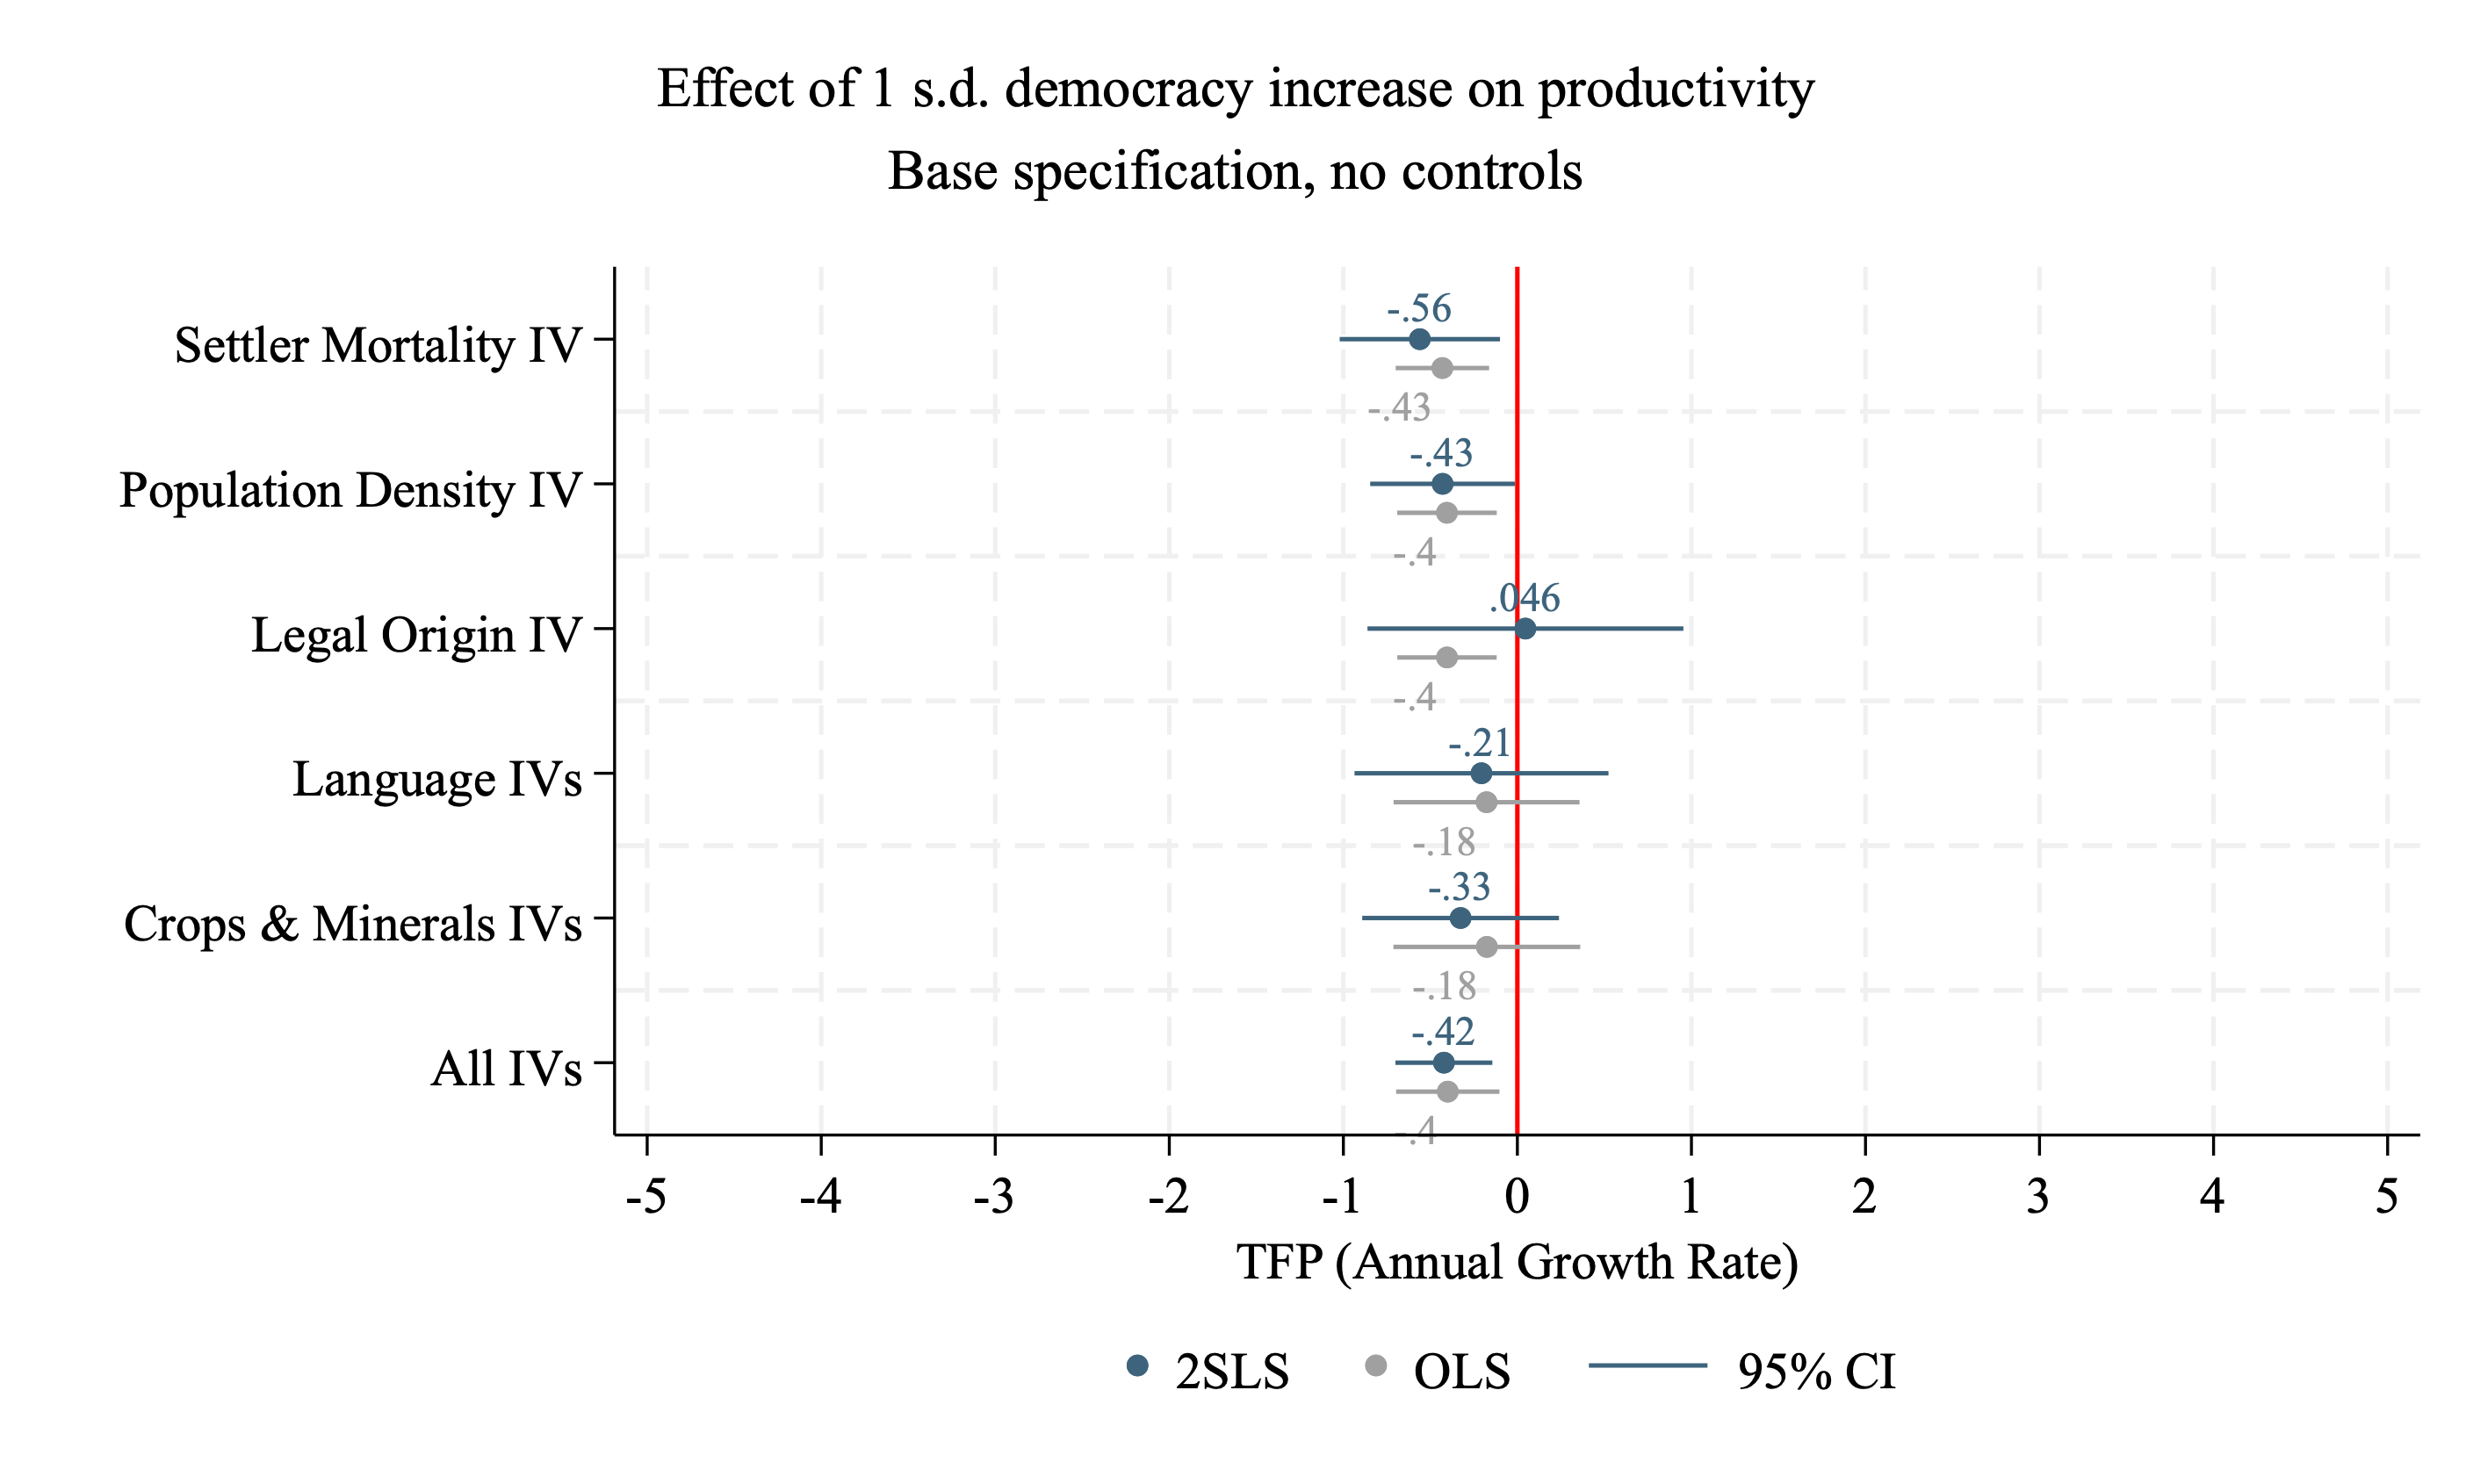 Effect of 1 s.d. democracy increase on productivity
Base specification, no controls
Settler Mortality IV
-.56
-.43
Population Density IV
-.43
-.4
Legal Origin IV
.046
-.4
Language IVs
-.21
-.18
Crops & Minerals IVs
-.33
-.18
All IVs
-.42
-.4
-5 -4 -3 -2 -1 0 1 2 3 4 5
TFP (Annual Growth Rate)
2SLS OLS 95% CI